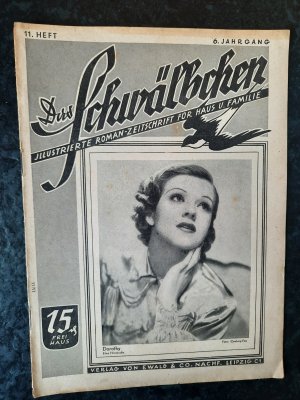 11. HEFT
6. JAHRGANG
Das Schwälbchen
ILLUSTRIERTE ROMAN-ZEITSCHRIFT FÜR HAUS U. FAMILIE
15
FREI
HAUS
Dorothy
VERLAG VON EWALD & CO. NACHF. LEIPZIG C1